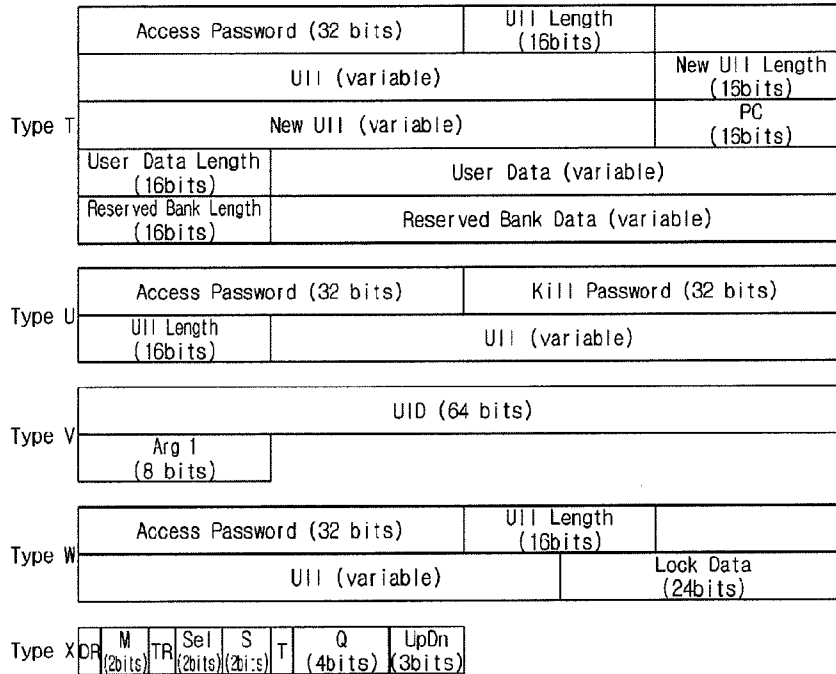 Access Password (32 bits)
UII Length
(16bits)
UII (variable)
New UII Length
(16bits)
Type T
New UII (variable)
PC
(16bits)
User Data Length
(16bits)
User Data (variable)
Reserved Bank Length
(16bits)
Reserved Bank Data (variable)
Access Password (32 bits)
Kill Password (32 bits)
Type U
UII Length
(16bits)
UII (variable)
UID (64 bits)
Type V
Arg 1
(8 bits)
Access Password (32 bits)
UII Length
(16bits)
Type W
UII (variable)
Lock Data
(24bits)
Type X
DR
M
(2bits)
TR
Sel
(2bits)
S
(2bits)
T
Q
(4bits)
UpDn
(3bits)